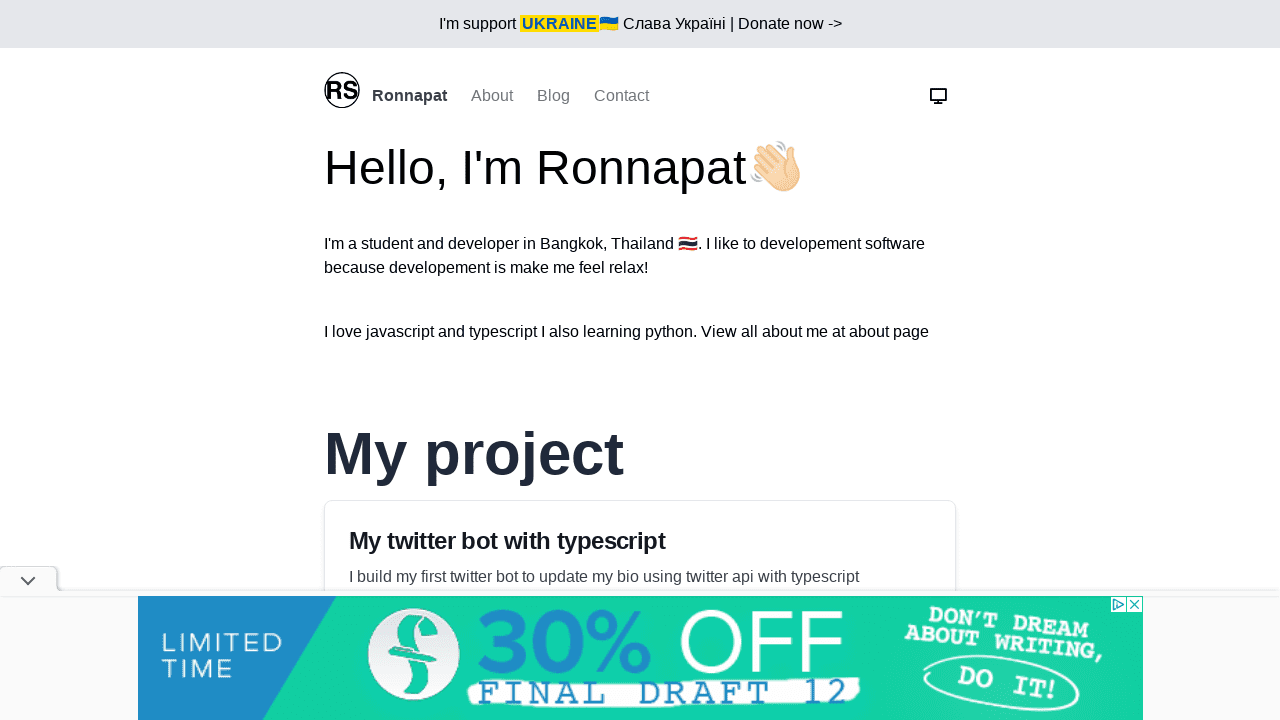 I'm support UKRAINE🇺🇦 Слава Україні | Donate now ->
RS
Ronnapat About Blog Contact
Hello, I'm Ronnapat👋🏻
I'm a student and developer in Bangkok, Thailand 🇹🇭. I like to developement software
because developement is make me feel relax!
I love javascript and typescript I also learning python. View all about me at about page
My project
My twitter bot with typescript
I build my first twitter bot to update my bio using twitter api with typescript
LIMITED
TIME
30% OFF
FINAL DRAFT 12
DON'T DREAM
ABOUT WRITING,
DO IT!